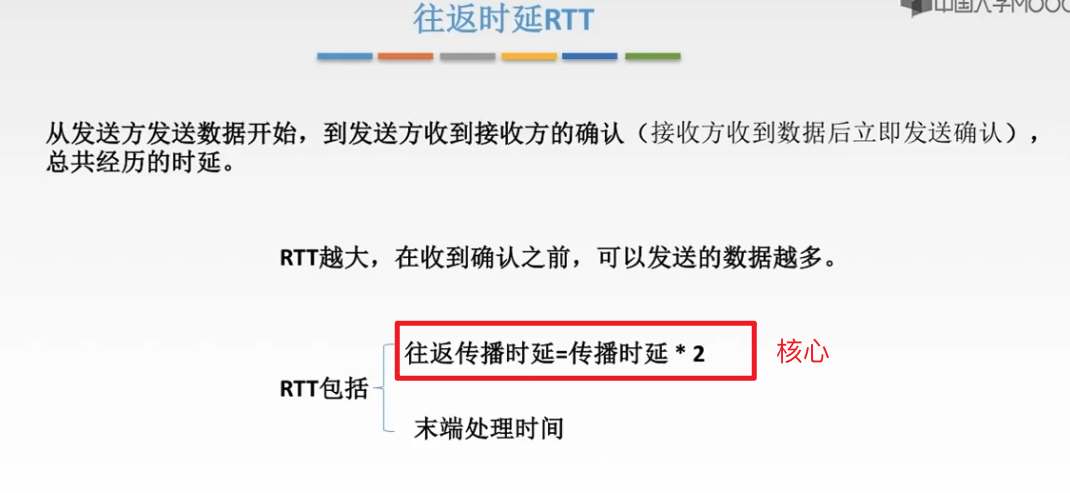 中国大学MOOC
往返时延RTT
从发送方发送数据开始，到发送方收到接收方的确认（接收方收到数据后立即发送确认），
总共经历的时延。
RTT越大，在收到确认之前，可以发送的数据越多。
往返传播时延=传播时延 * 2
核心
RTT包括
末端处理时间